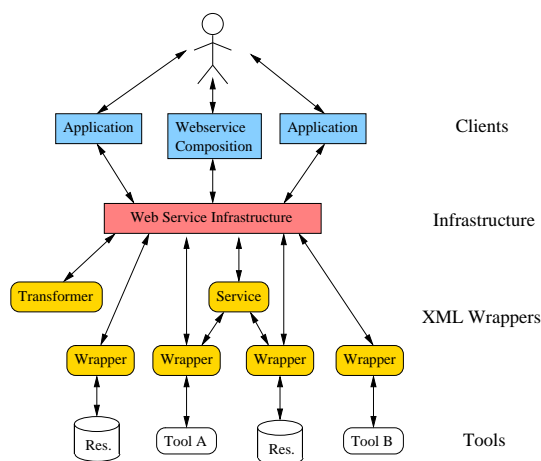 Application
Webservice
Composition
Application
Clients
Web Service Infrastructure
Infrastructure
Transformer
Service
XML Wrappers
Wrapper
Wrapper
Wrapper
Wrapper
Res.
Tool A
Res.
Tool B
Tools